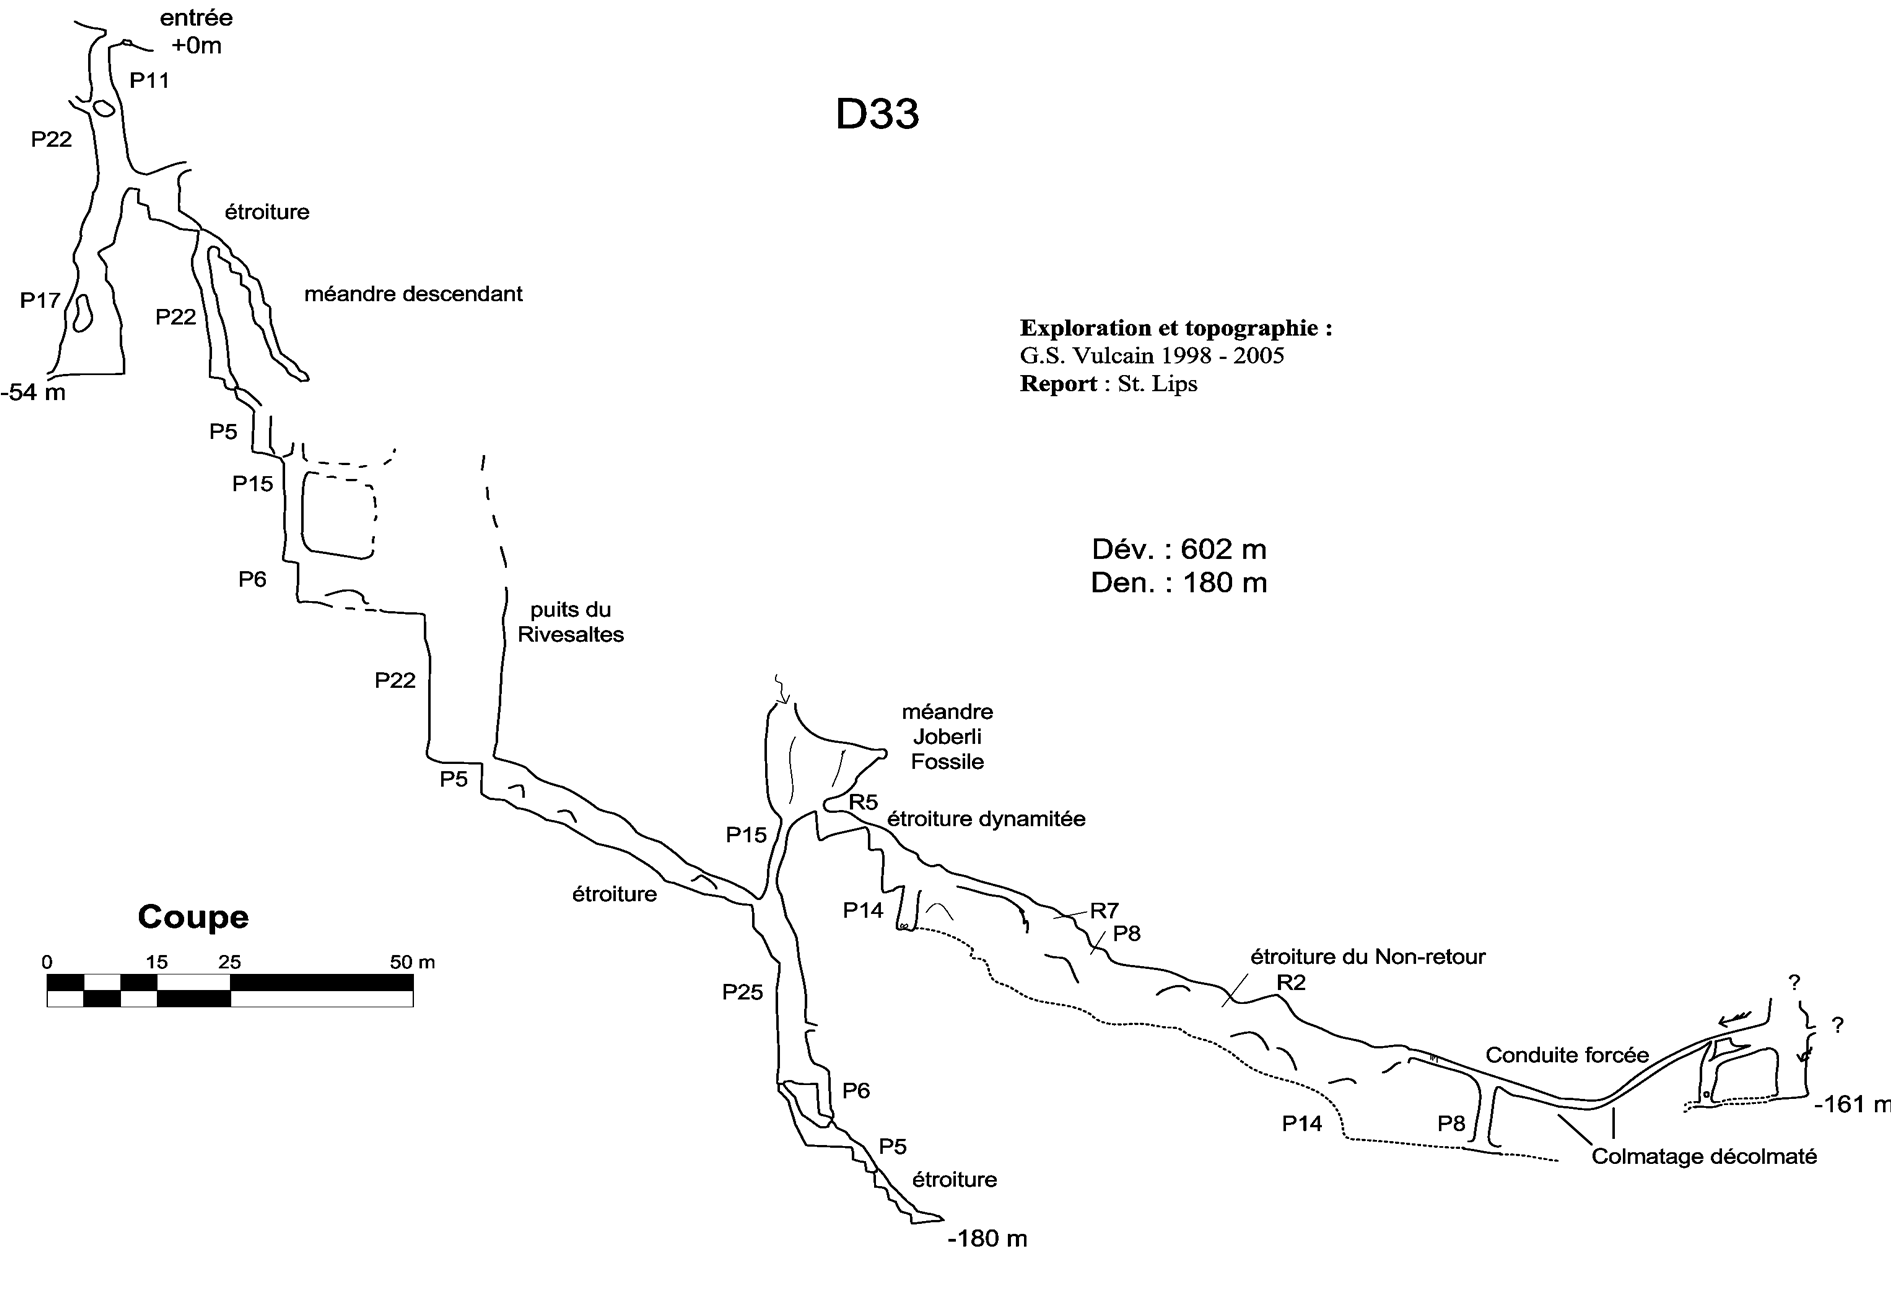 entrée
+0m
P11
D33
P22
étroiture
méandre descendant
P17
P22
Exploration et topographie :
G.S. Vulcain 1998 - 2005
Report : St. Lips
-54 m
P5
P15
Dév. : 602 m
Den. : 180 m
P6
puits du
Rivesaltes
P22
méandre
Joberli
Fossile
P5
R5
étroiture dynamitée
P15
étroiture
P14
R7
P8
Coupe
0 15 25 50 m
étroiture du Non-retour
R2
P25
?
?
Conduite forcée
P6
-161 m
P14
P8
P5
Colmatage décolmaté
étroiture
-180 m